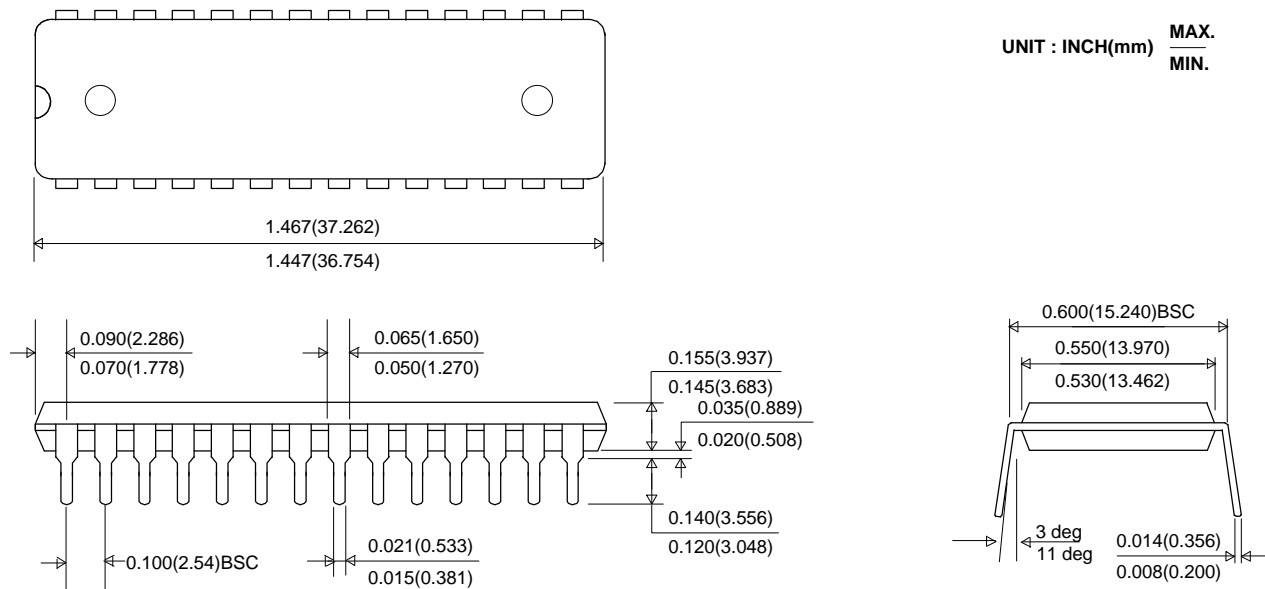 UNIT : INCH(mm)
MAX.
MIN.
1.467(37.262)
1.447(36.754)
0.090(2.286)
0.070(1.778)
0.065(1.650)
0.050(1.270)
0.155(3.937)
0.145(3.683)
0.035(0.889)
0.020(0.508)
0.140(3.556)
0.120(3.048)
0.100(2.54)BSC
0.021(0.533)
0.015(0.381)
0.600(15.240)BSC
0.550(13.970)
0.530(13.462)
3 deg
11 deg
0.014(0.356)
0.008(0.200)